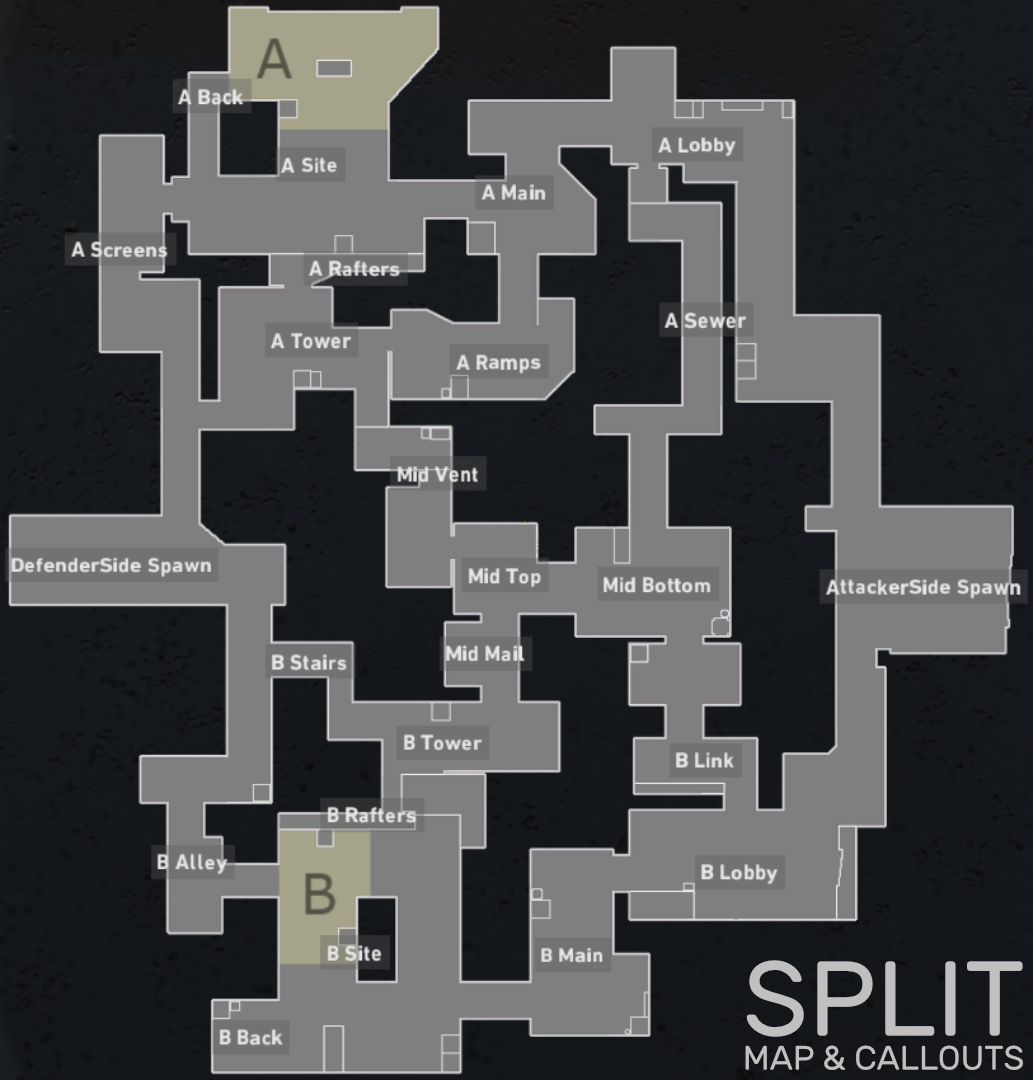 A
A Back
A Lobby
A Site
A Main
A Screens
A Rafters
A Sewer
A Tower
A Ramps
Mid Vent
DefenderSide Spawn
Mid Top
Mid Bottom
AttackerSide Spawn
B Stairs
Mid Mail
B Tower
B Link
B Rafters
B Alley
B Lobby
B
B Site
B Main
B Back
SPLIT
MAP & CALLOUTS